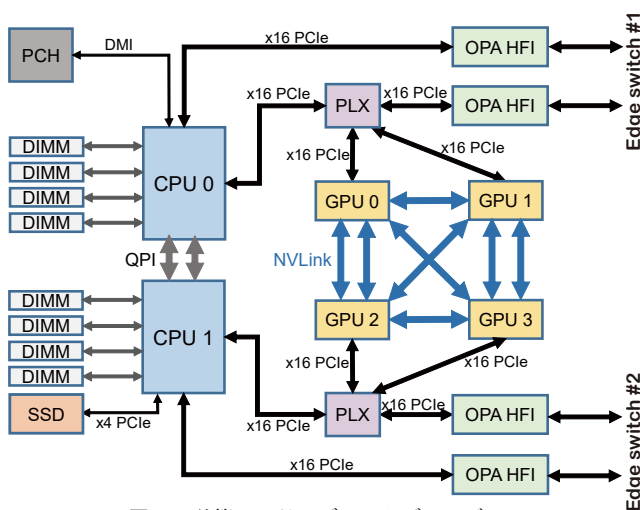 x16 PCIe
OPA HFI
Edge switch #1
PCH
DMI
x16 PCIe
PLX
x16 PCIe
OPA HFI
DIMM
DIMM
DIMM
DIMM
CPU 0
x16 PCIe
x16 PCIe
GPU 0
GPU 1
QPI
NVLink
DIMM
DIMM
DIMM
DIMM
CPU 1
GPU 2
GPU 3
x16 PCIe
x16 PCIe
SSD
x4 PCIe
x16 PCIe
PLX
x16 PCIe
OPA HFI
Edge switch #2
x16 PCIe
OPA HFI